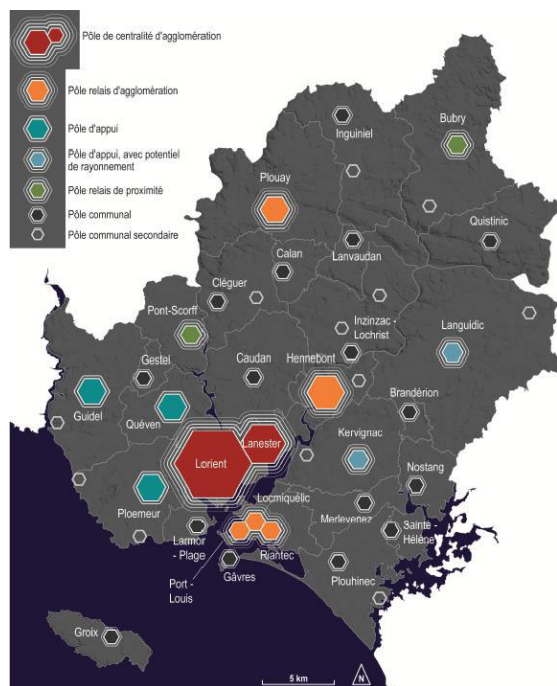 Pôle de centralité d'agglomération
Pôle relais d'agglomération
Pôle d'appui
Pôle d'appui, avec potentiel
de rayonnement
Pôle relais de proximité
Pôle communal
Pôle communal secondaire
Inguiniel
Bubry
Plouay
Quistinic
Lanvaudan
Calan
Cléguer
Pont-Scorff
Inzinzac -
Lochrist
Languidic
Gestel
Caudan
Hennebont
Guidel
Quéven
Brandérion
Lanester
Kervignac
Lorient
Nostang
Ploemeur
Locmiquélic
Merlevenez
Sainte -
Hélène
Larmor
- Plage
Riantec
Port -
Louis
Gâvres
Plouhinec
Groix
5 km
N